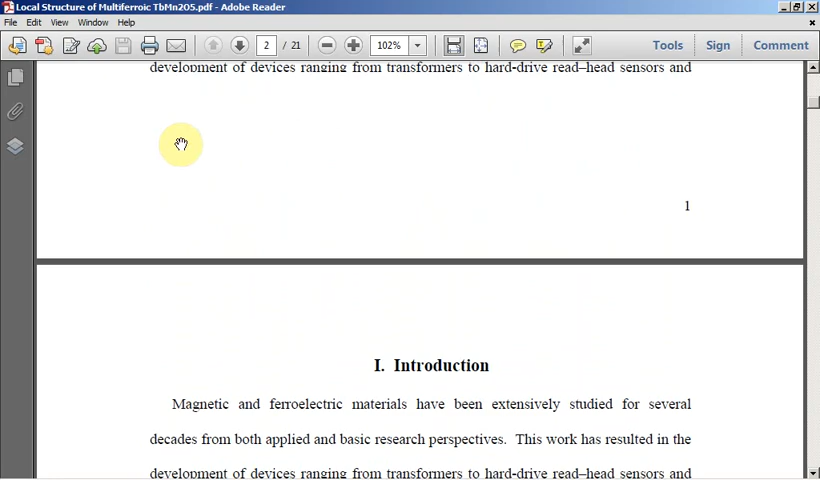 Local Structure of Multiferroic TbMn2O5.pdf - Adobe Reader
File Edit View Window Help
2 / 21 102% Tools Sign Comment
development of devices ranging from transformers to hard-drive read–head sensors and
1
I. Introduction
Magnetic and ferroelectric materials have been extensively studied for several
decades from both applied and basic research perspectives. This work has resulted in the
development of devices ranging from transformers to hard-drive read–head sensors and